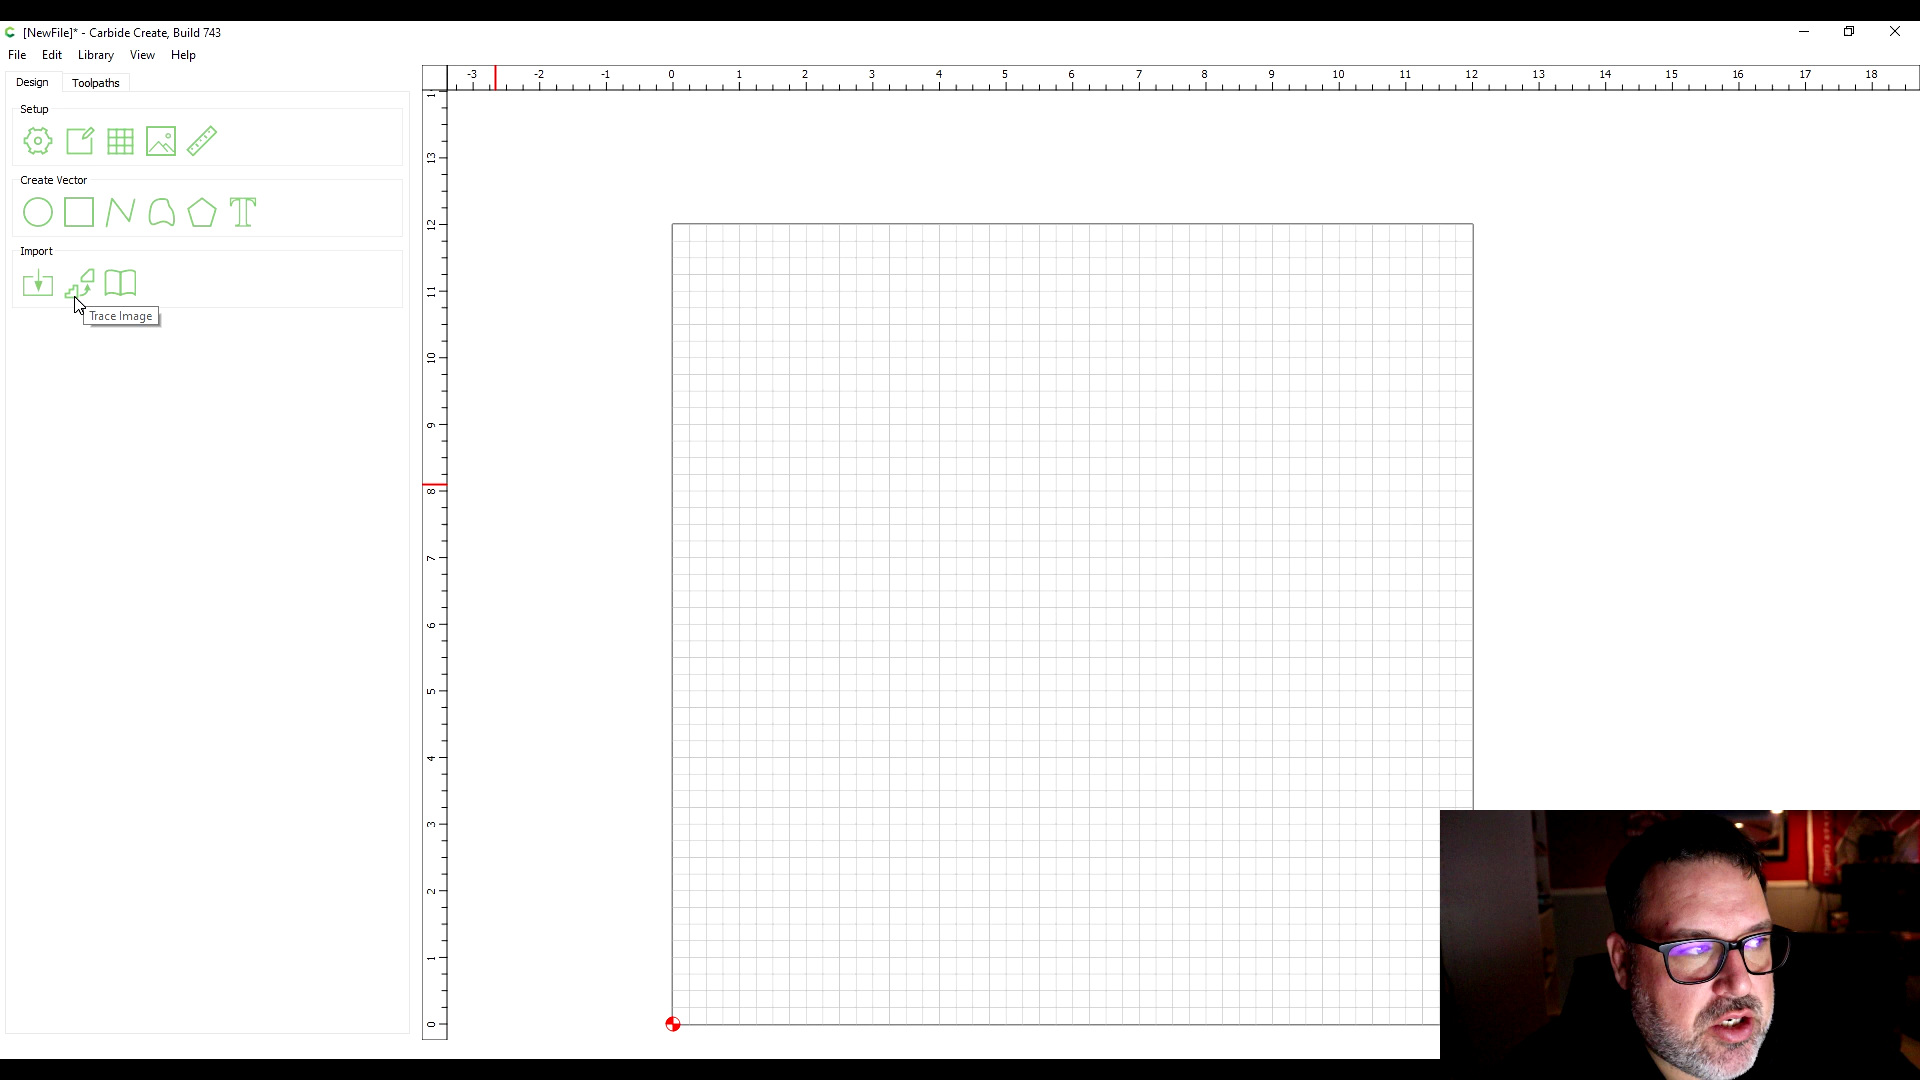 [NewFile]* - Carbide Create, Build 743
File Edit Library View Help
Design Toolpaths
-3 -2 -1 0 1 2 3 4 5 6 7 8 9 10 11 12 13 14 15 16 17 18
Setup
Create Vector
Import
Trace Image
13
12
11
10
9
8
7
6
5
4
3
2
1
0